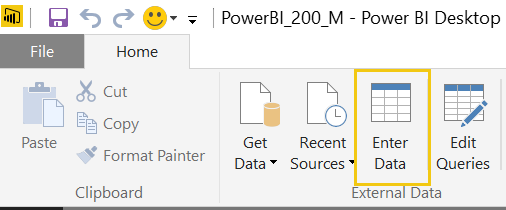 PowerBI_200_M - Power BI Desktop
File
Home
Paste
Cut
Copy
Format Painter
Clipboard
Get
Data
Recent
Sources
Enter
Data
Edit
Queries
External Data